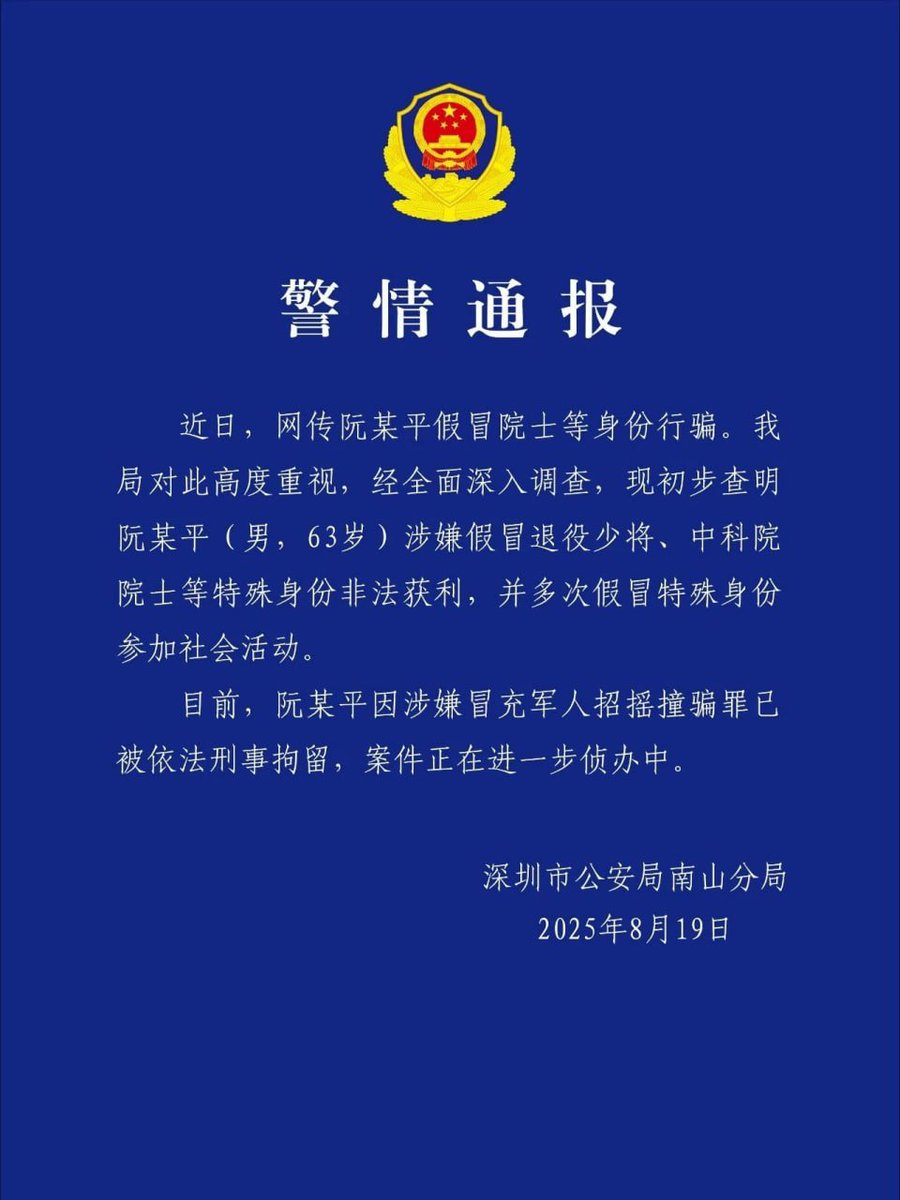 警情通报
近日，网传阮某平假冒院士等身份行骗。我
局对此高度重视，经全面深入调查，现初步查明
阮某平（男，63岁）涉嫌假冒退役少将、中科院
院士等特殊身份非法获利，并多次假冒特殊身份
参加社会活动。
目前，阮某平因涉嫌冒充军人招摇撞骗罪已
被依法刑事拘留，案件正在进一步侦办中。
深圳市公安局南山分局
2025年8月19日